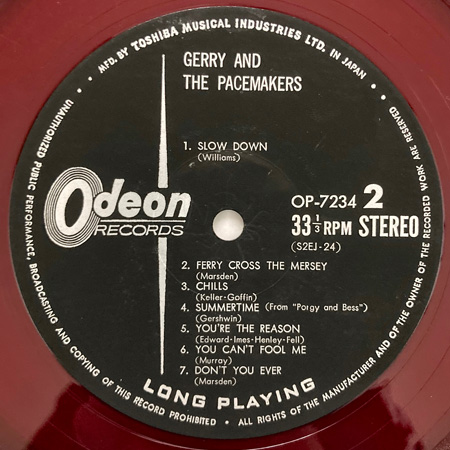 MFD. BY TOSHIBA MUSICAL INDUSTRIES LTD. IN JAPAN •
GERRY AND
THE PACEMAKERS
1. SLOW DOWN
(Williams)
Odeon
RECORDS
OP-7234 2
33 1/3 RPM STEREO
(S2EJ-24)
2. FERRY CROSS THE MERSEY
(Marsden)
3. CHILLS
(Keller-Goffin)
4. SUMMERTIME (From "Porgy and Bess")
(Gershwin)
5. YOU'RE THE REASON
(Edward-Imes-Henley-Fell)
6. YOU CAN'T FOOL ME
(Murray)
7. DON'T YOU EVER
(Marsden)
LONG PLAYING
UNAUTHORIZED PUBLIC PERFORMANCE, BROADCASTING AND COPYING OF THIS RECORD PROHIBITED • ALL RIGHTS OF THE MANUFACTURER AND OF THE OWNER OF THE RECORDED WORK ARE RESERVED